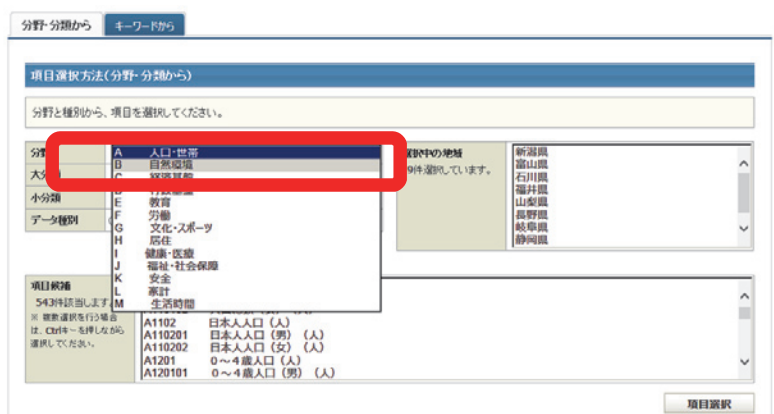 分野・分類から
キーワードから
項目選択方法(分野・分類から)
分野と種別から、項目を選択してください。
A 人口・世帯
B 自然環境
C 経済基盤
D 行政基盤
E 教育
F 労働
G 文化・スポーツ
H 居住
I 健康・医療
J 福祉・社会保障
K 安全
L 家計
M 生活時間
小分類
データ種別
選択中の地域
9件選択しています。
新潟県
富山県
石川県
福井県
山梨県
長野県
岐阜県
静岡県
項目候補
543件該当します
※ 複数選択を行う場合
は、Ctrlキーを押しながら
選択してください。
A1102 日本人人口(人)
A110201 日本人人口(男)(人)
A110202 日本人人口(女)(人)
A1201 0~4歳人口(人)
A120101 0~4歳人口(男)(人)
項目選択